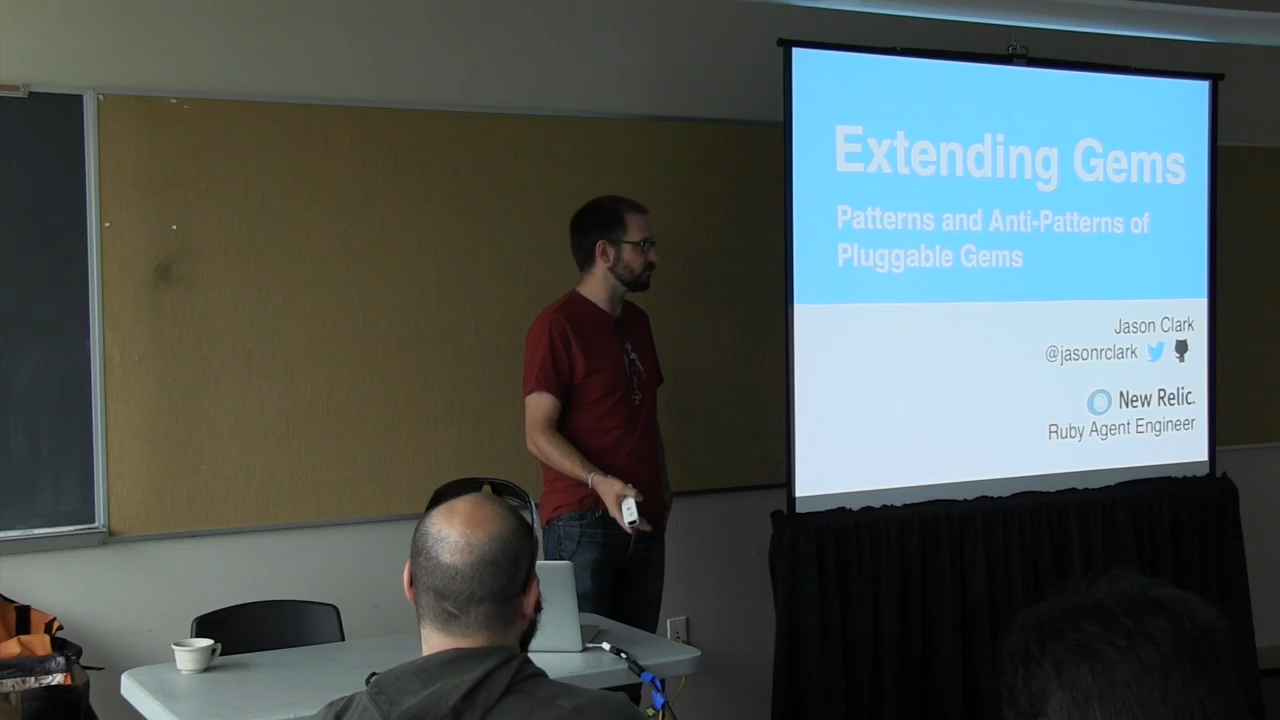 Extending Gems
Patterns and Anti-Patterns of
Pluggable Gems
Jason Clark
@jasonrclark
New Relic.
Ruby Agent Engineer